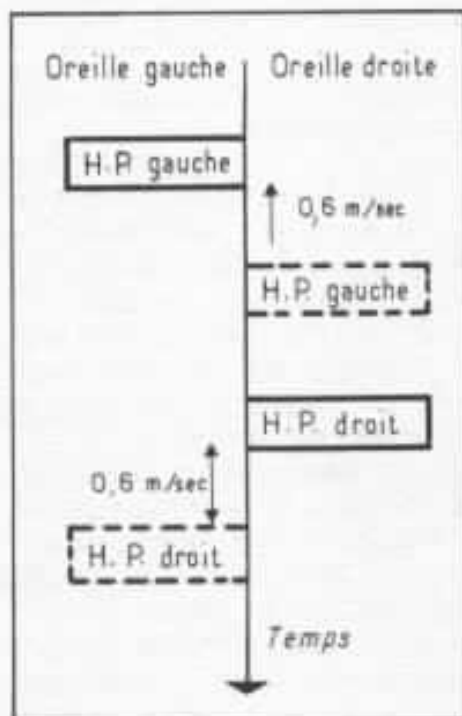 Oreille gauche
Oreille droite
H.P. gauche
0,6 m/sec
H.P. gauche
H.P. droit
0,6 m/sec
H.P. droit
Temps